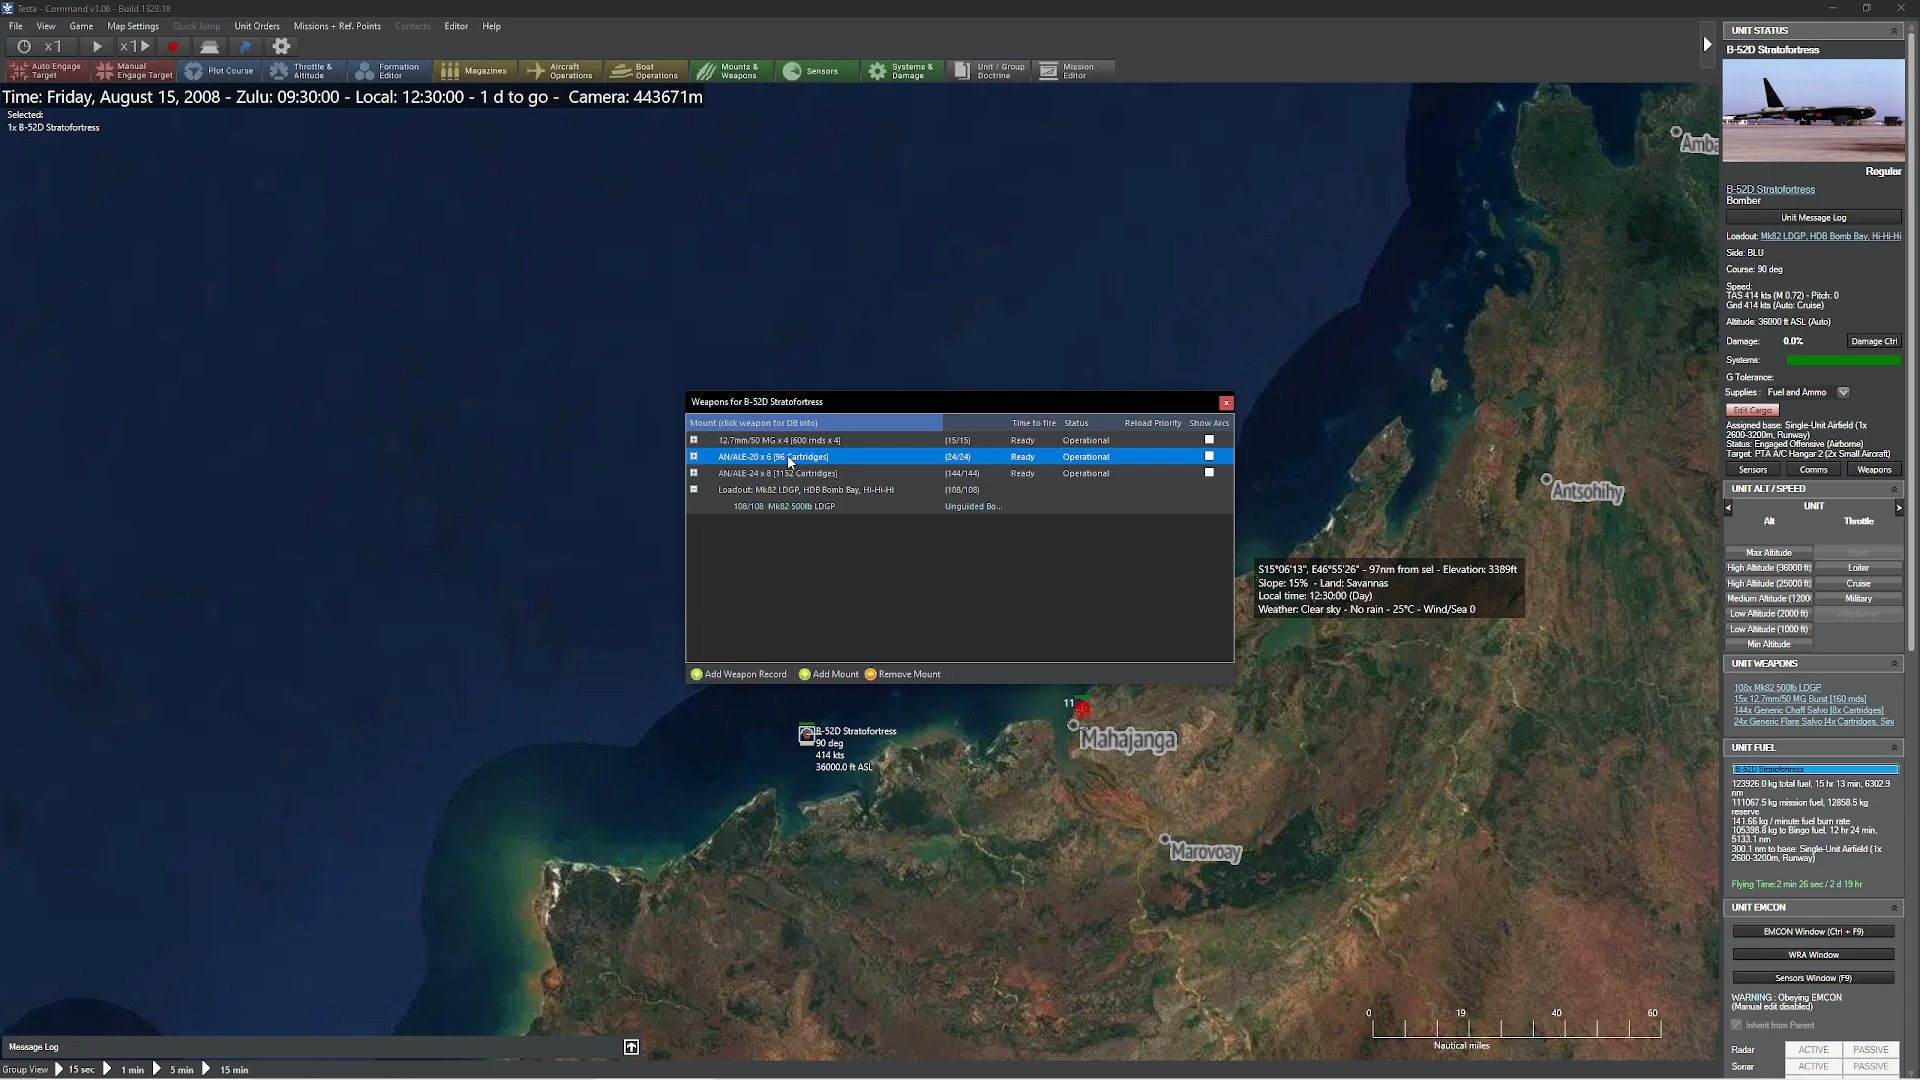 Testa - Command v1.06 - Build 1328.18
File View Game Map Settings Quick Jump Unit Orders Missions + Ref. Points Contacts Editor Help
x1 x1
Auto Engage Target
Manual Engage Target
Plot Course
Throttle & Altitude
Formation Editor
Magazines
Aircraft Operations
Boat Operations
Mounts & Weapons
Sensors
Systems & Damage
Unit / Group Doctrine
Mission Editor
Time: Friday, August 15, 2008 - Zulu: 09:30:00 - Local: 12:30:00 - 1 d to go - Camera: 443671m
Selected:
1x B-52D Stratofortress
Weapons for B-52D Stratofortress
Mount (click weapon for DB info) Time to fire Status Reload Priority Show Arcs
12.7mm/50 MG x 4 [600 rnds x 4] (15/15) Ready Operational
AN/ALE-20 x 6 [96 Cartridges] (24/24) Ready Operational
AN/ALE-24 x 8 [1152 Cartridges] (144/144) Ready Operational
Loadout: Mk82 LDGP, HDB Bomb Bay, Hi-Hi-Hi (108/108)
108/108 Mk82 500lb LDGP Unguided Bo...
Add Weapon Record Add Mount Remove Mount
S15°06'13", E46°55'26" - 97nm from sel - Elevation: 3389ft
Slope: 15% - Land: Savannas
Local time: 12:30:00 (Day)
Weather: Clear sky - No rain - 25°C - Wind/Sea 0
Amba
Antsohihy
11
Mahajanga
B-52D Stratofortress
90 deg
414 kts
36000.0 ft ASL
Marovoay
0 19 40 60
Nautical miles
Message Log
Group View 15 sec 1 min 5 min 15 min
UNIT STATUS
B-52D Stratofortress
Regular
B-52D Stratofortress
Bomber
Unit Message Log
Loadout: Mk82 LDGP, HDB Bomb Bay, Hi-Hi-Hi
Side: BLU
Course: 90 deg
Speed:
TAS 414 kts (M 0.72) - Pitch: 0
Gnd 414 kts (Auto: Cruise)
Altitude: 36000 ft ASL (Auto)
Damage: 0.0% Damage Ctrl
Systems:
G Tolerance:
Supplies : Fuel and Ammo
Edit Cargo
Assigned base: Single-Unit Airfield (1x
2600-3200m, Runway)
Status: Engaged Offensive (Airborne)
Target: PTA A/C Hangar 2 (2x Small Aircraft)
Sensors Comms Weapons
UNIT ALT / SPEED
UNIT
Alt Throttle
Max Altitude Hover
High Altitude (36000 ft) Loiter
High Altitude (25000 ft) Cruise
Medium Altitude (1200 Military
Low Altitude (2000 ft) Afterburner
Low Altitude (1000 ft)
Min Altitude
UNIT WEAPONS
108x Mk82 500lb LDGP
15x 12.7mm/50 MG Burst [160 rnds]
144x Generic Chaff Salvo [8x Cartridges]
24x Generic Flare Salvo [4x Cartridges, Sin
UNIT FUEL
B-52D Stratofortress
123926.0 kg total fuel, 15 hr 13 min, 6302.9
nm
111067.5 kg mission fuel, 12858.5 kg
reserve
141.66 kg / minute fuel burn rate
105398.8 kg to Bingo fuel, 12 hr 24 min,
5133.1 nm
300.1 nm to base: Single-Unit Airfield (1x
2600-3200m, Runway)
Flying Time:2 min 26 sec / 2 d 19 hr
UNIT EMCON
EMCON Window (Ctrl + F9)
WRA Window
Sensors Window (F9)
WARNING : Obeying EMCON
(Manual edit disabled)
Inherit from Parent
Radar ACTIVE PASSIVE
Sonar ACTIVE PASSIVE